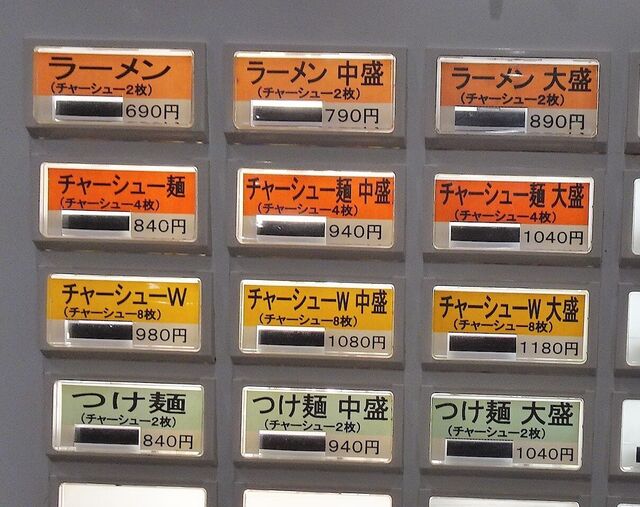 ラーメン
(チャーシュー2枚)
690円
ラーメン 中盛
(チャーシュー2枚)
790円
ラーメン 大盛
(チャーシュー2枚)
890円
チャーシュー麺
(チャーシュー4枚)
840円
チャーシュー麺 中盛
(チャーシュー4枚)
940円
チャーシュー麺 大盛
(チャーシュー4枚)
1040円
チャーシューW
(チャーシュー8枚)
980円
チャーシューW 中盛
(チャーシュー8枚)
1080円
チャーシューW 大盛
(チャーシュー8枚)
1180円
つけ麺
(チャーシュー2枚)
840円
つけ麺 中盛
(チャーシュー2枚)
940円
つけ麺 大盛
(チャーシュー2枚)
1040円